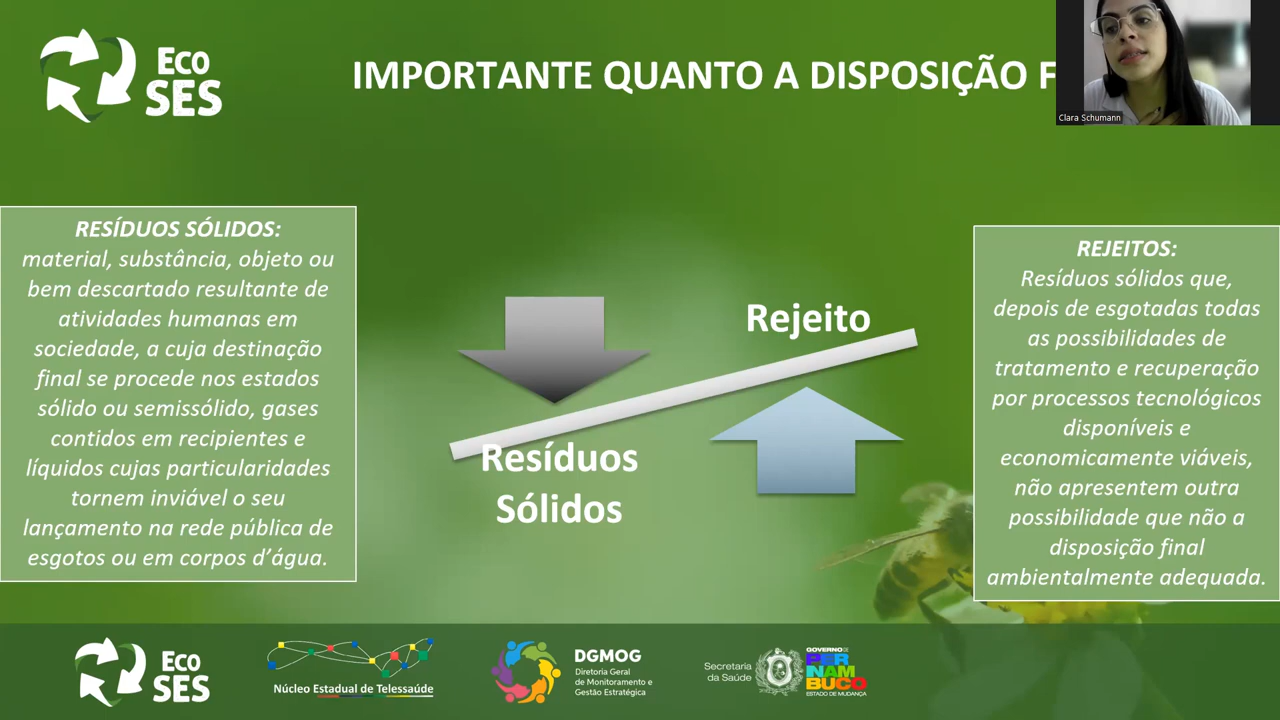 Eco
SES
IMPORTANTE QUANTO A DISPOSIÇÃO F
Clara Schumann
RESÍDUOS SÓLIDOS:
material, substância, objeto ou
bem descartado resultante de
atividades humanas em
sociedade, a cuja destinação
final se procede nos estados
sólido ou semissólido, gases
contidos em recipientes e
líquidos cujas particularidades
tornem inviável o seu
lançamento na rede pública de
esgotos ou em corpos d’água.
Rejeito
Resíduos
Sólidos
REJEITOS:
Resíduos sólidos que,
depois de esgotadas todas
as possibilidades de
tratamento e recuperação
por processos tecnológicos
disponíveis e
economicamente viáveis,
não apresentem outra
possibilidade que não a
disposição final
ambientalmente adequada.
Eco
SES
Núcleo Estadual de Telessaúde
DGMOG
Diretoria Geral
de Monitoramento e
Gestão Estratégica
Secretaria
da Saúde
GOVERNO DE
PER
NAM
BUCO
ESTADO DE MUDANÇA